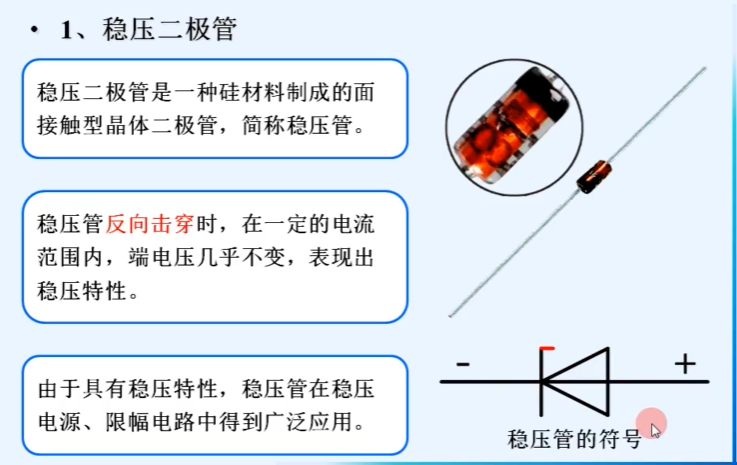 • 1、稳压二极管
稳压二极管是一种硅材料制成的面
接触型晶体二极管，简称稳压管。
稳压管反向击穿时，在一定的电流
范围内，端电压几乎不变，表现出
稳压特性。
由于具有稳压特性，稳压管在稳压
电源、限幅电路中得到广泛应用。
- +
稳压管的符号